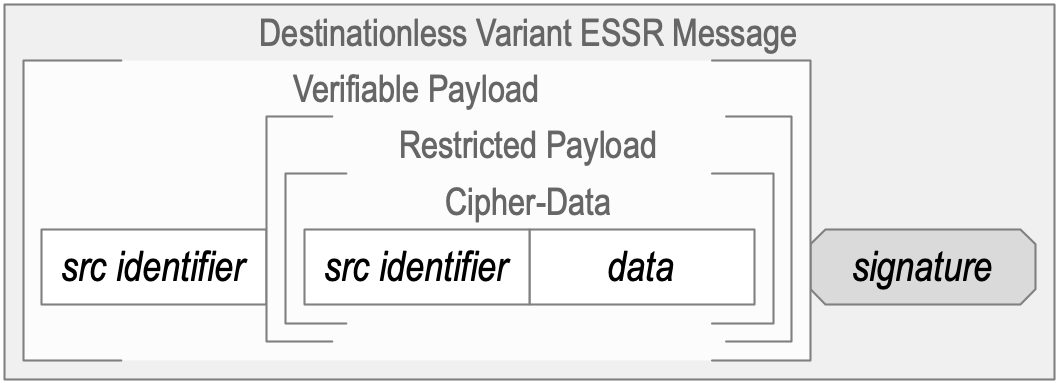 Destinationless Variant ESSR Message
Verifiable Payload
Restricted Payload
Cipher-Data
src identifier src identifier data signature